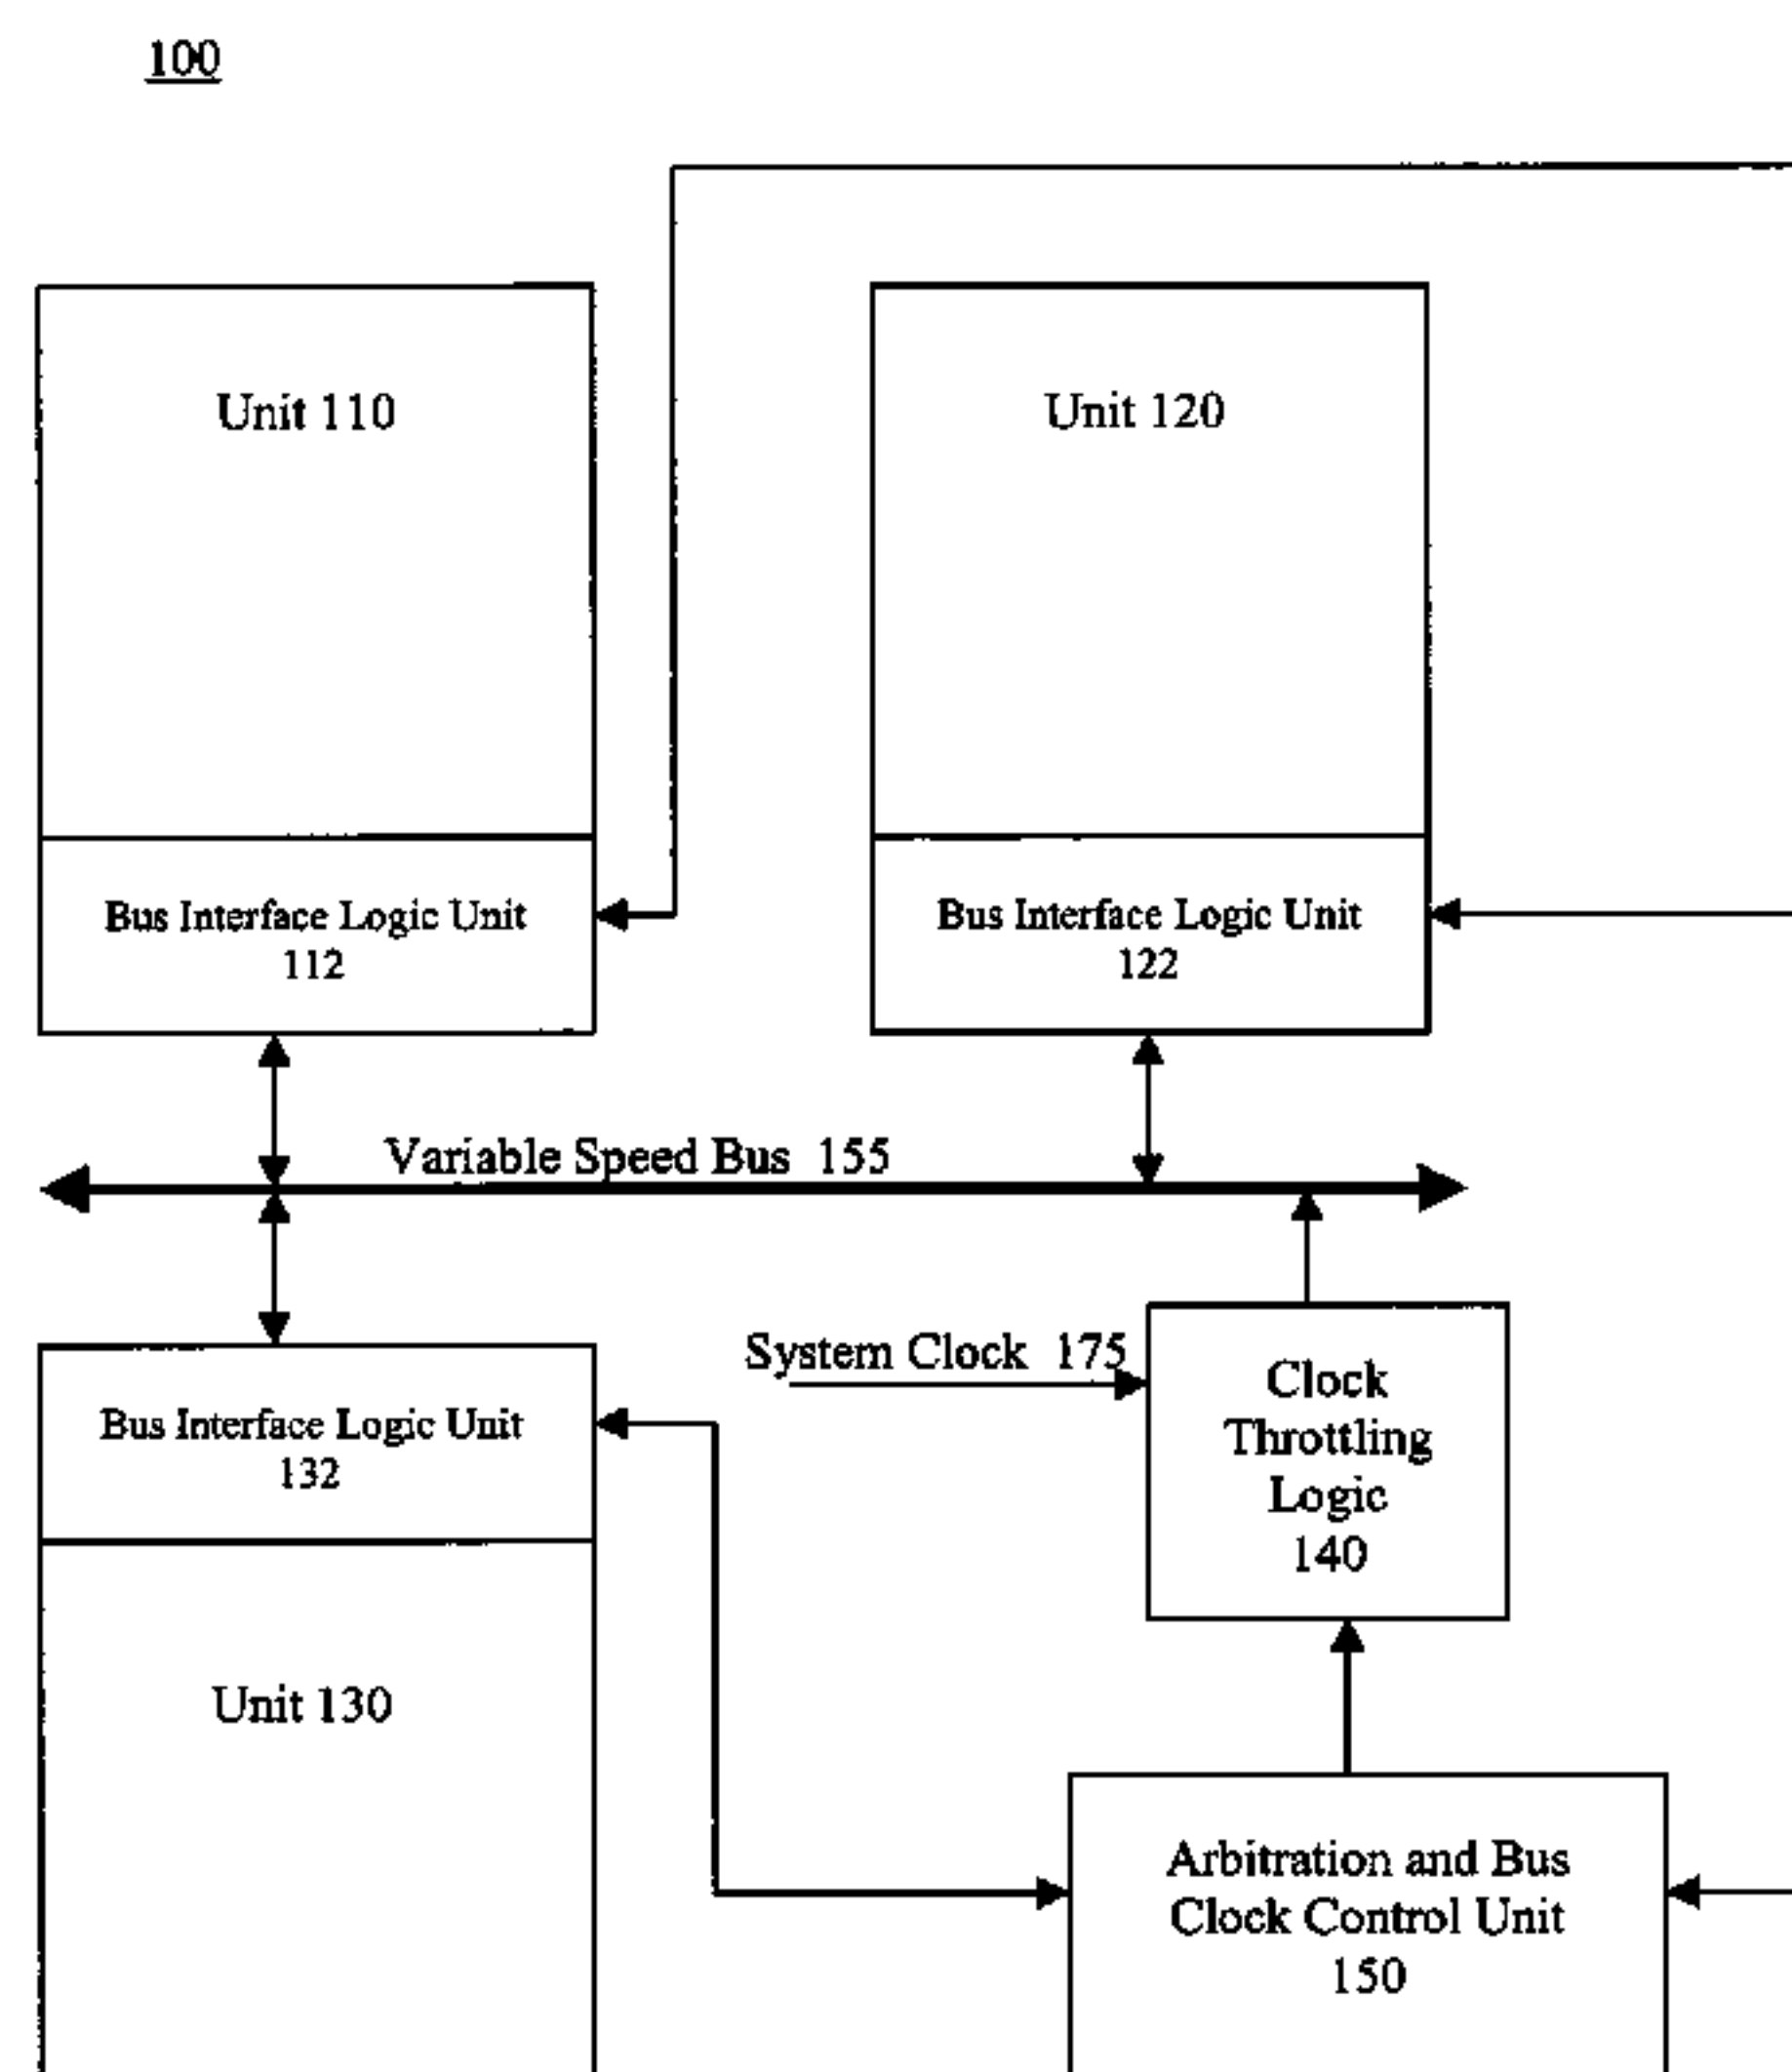 100
Unit 110
Unit 120
Bus Interface Logic Unit
112
Bus Interface Logic Unit
122
Variable Speed Bus 155
System Clock 175
Clock
Throttling
Logic
140
Bus Interface Logic Unit
132
Unit 130
Arbitration and Bus
Clock Control Unit
150